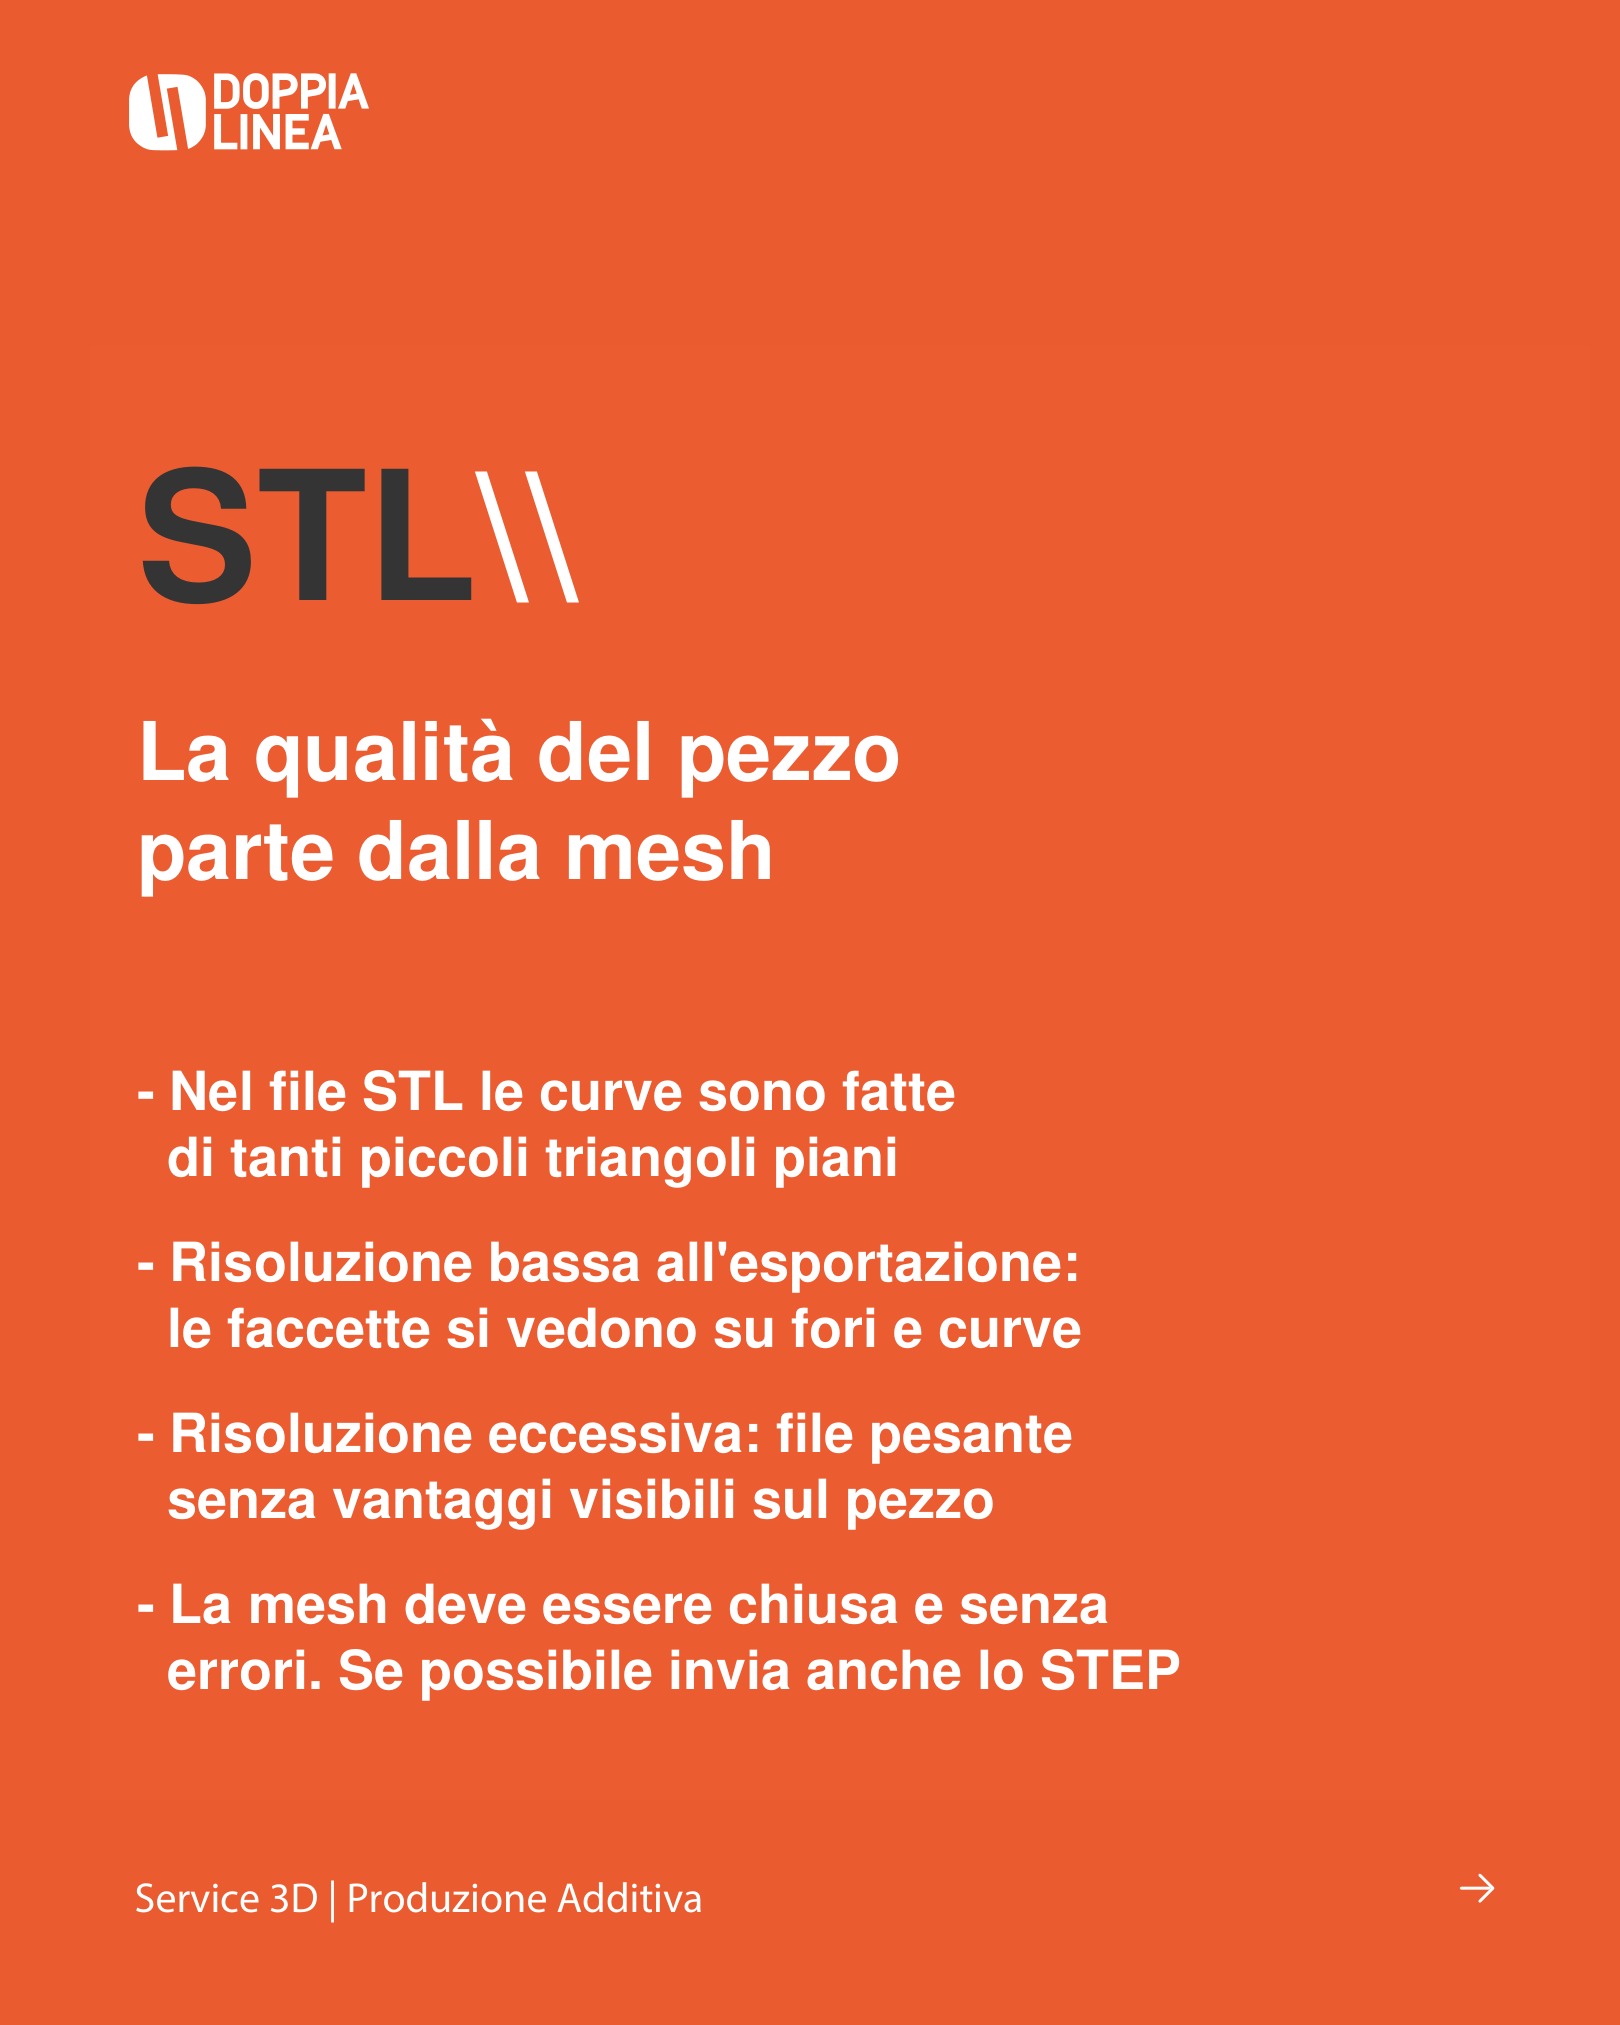 DOPPIA
LINEA
STL\\
La qualità del pezzo
parte dalla mesh
- Nel file STL le curve sono fatte
di tanti piccoli triangoli piani
- Risoluzione bassa all'esportazione:
le faccette si vedono su fori e curve
- Risoluzione eccessiva: file pesante
senza vantaggi visibili sul pezzo
- La mesh deve essere chiusa e senza
errori. Se possibile invia anche lo STEP
Service 3D | Produzione Additiva